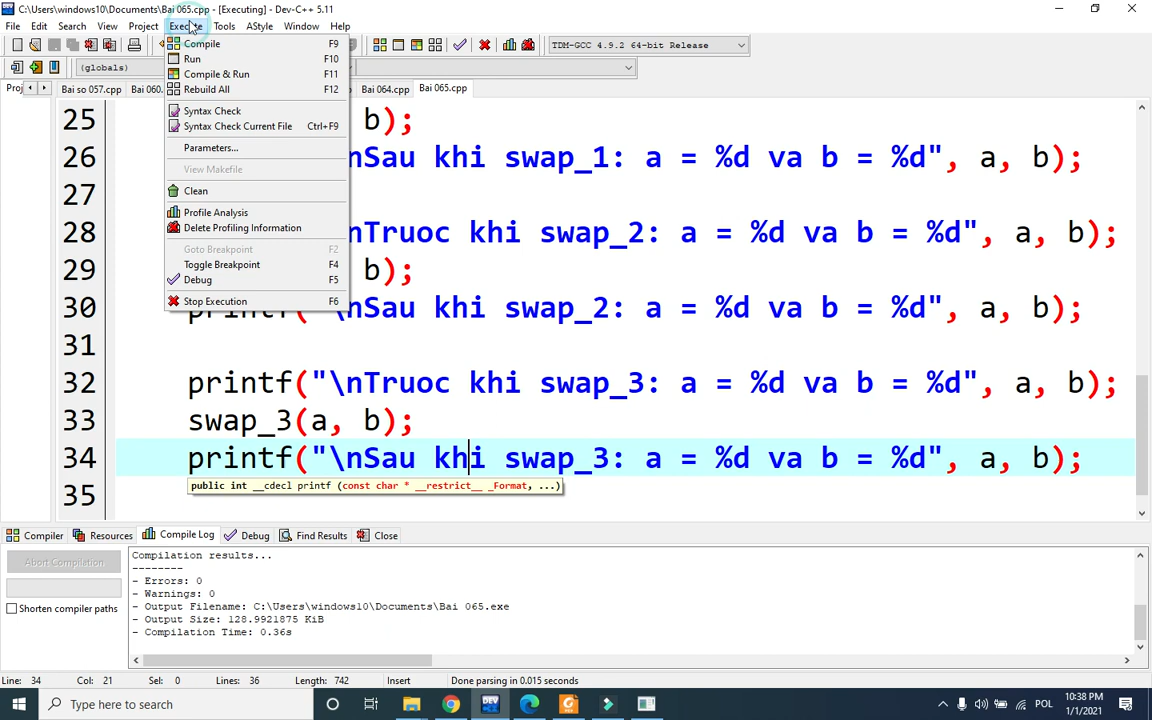 C:\Users\windows10\Documents\Bai 065.cpp - [Executing] - Dev-C++ 5.11
File Edit Search View Project Execute Tools AStyle Window Help
TDM-GCC 4.9.2 64-bit Release
(globals)
Bai so 057.cpp Bai 060. Bai 064.cpp Bai 065.cpp
Compile F9
Run F10
Compile & Run F11
Rebuild All F12
Syntax Check
Syntax Check Current File Ctrl+F9
Parameters...
View Makefile
Clean
Profile Analysis
Delete Profiling Information
Goto Breakpoint F2
Toggle Breakpoint F4
Debug F5
Stop Execution F6
25 b);
26 nSau khi swap_1: a = %d va b = %d", a, b);
27
28 nTruoc khi swap_2: a = %d va b = %d", a, b);
29 b);
30 printf("\nSau khi swap_2: a = %d va b = %d", a, b);
31
32 printf("\nTruoc khi swap_3: a = %d va b = %d", a, b);
33 swap_3(a, b);
34 printf("\nSau khi swap_3: a = %d va b = %d", a, b);
public int __cdecl printf (const char * __restrict__ _Format, ...)
35
Compiler Resources Compile Log Debug Find Results Close
Abort Compilation
Shorten compiler paths
Compilation results...
--------
- Errors: 0
- Warnings: 0
- Output Filename: C:\Users\windows10\Documents\Bai 065.exe
- Output Size: 128.9921875 KiB
- Compilation Time: 0.36s
Line: 34 Col: 21 Sel: 0 Lines: 36 Length: 742 Insert Done parsing in 0.015 seconds
Type here to search
DEV
POL
10:38 PM
1/1/2021